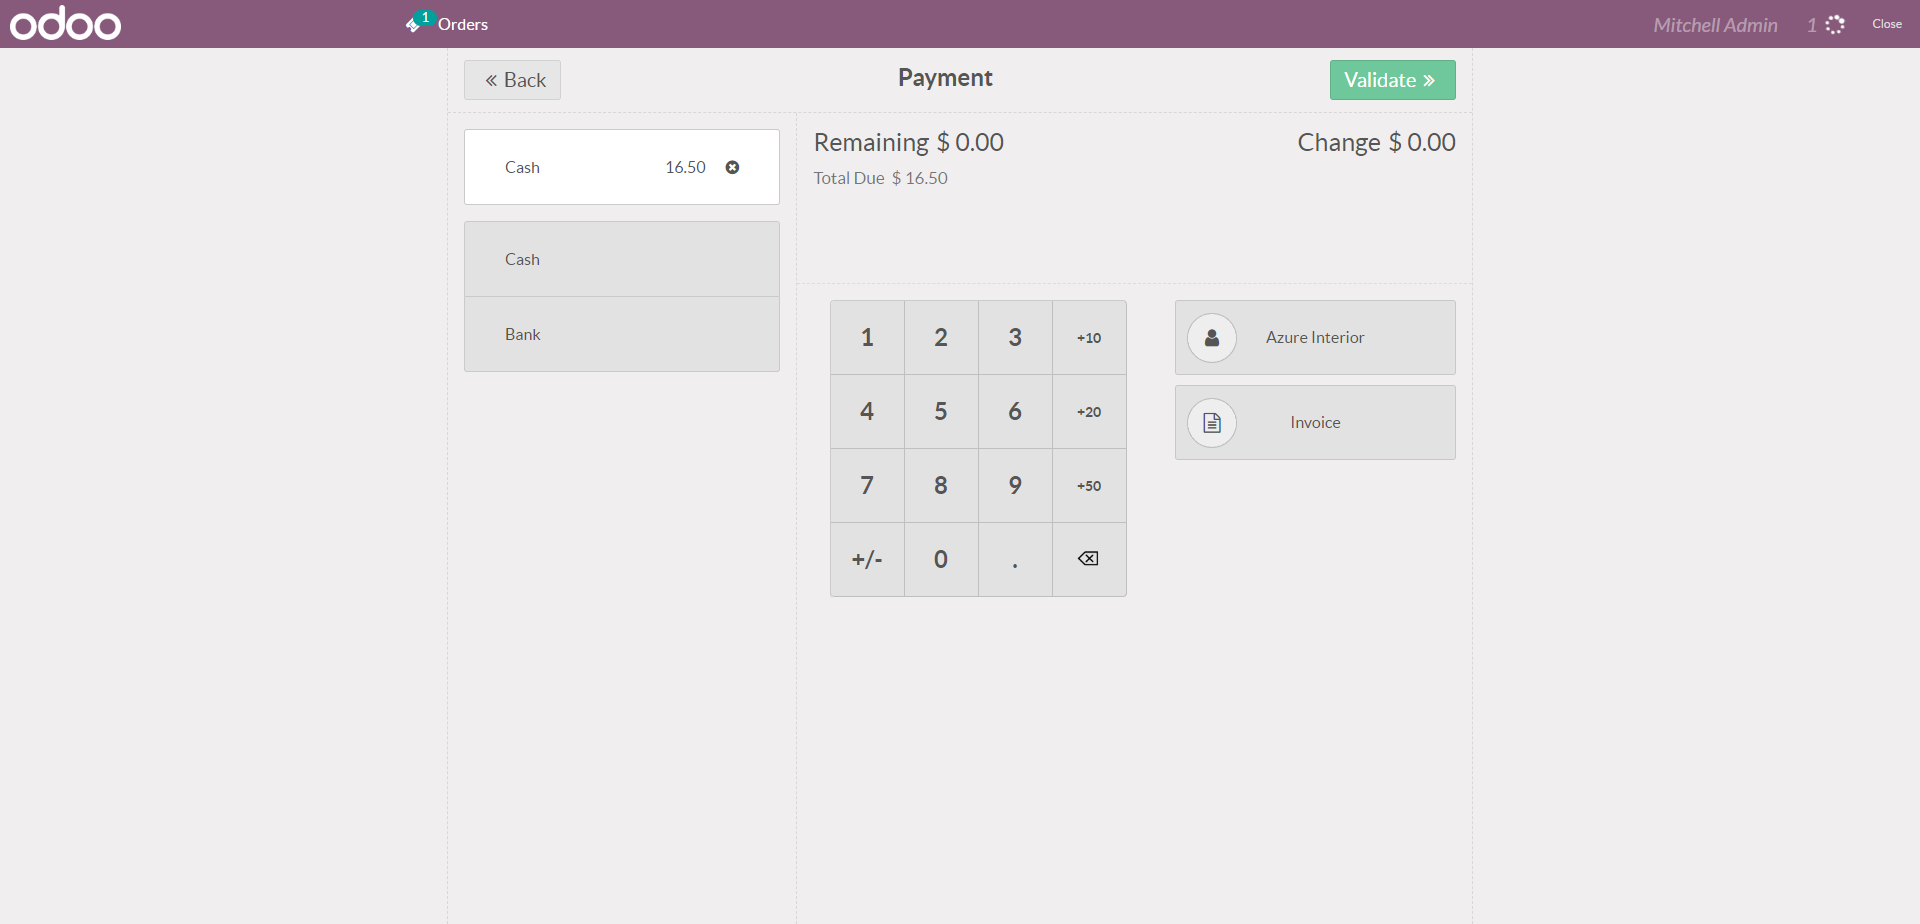 odoo
1
Orders
Mitchell Admin
1
Close
« Back
Payment
Validate »
Cash 16.50
Cash
Bank
Remaining $ 0.00
Change $ 0.00
Total Due $ 16.50
1 2 3 +10
4 5 6 +20
7 8 9 +50
+/- 0 .
Azure Interior
Invoice